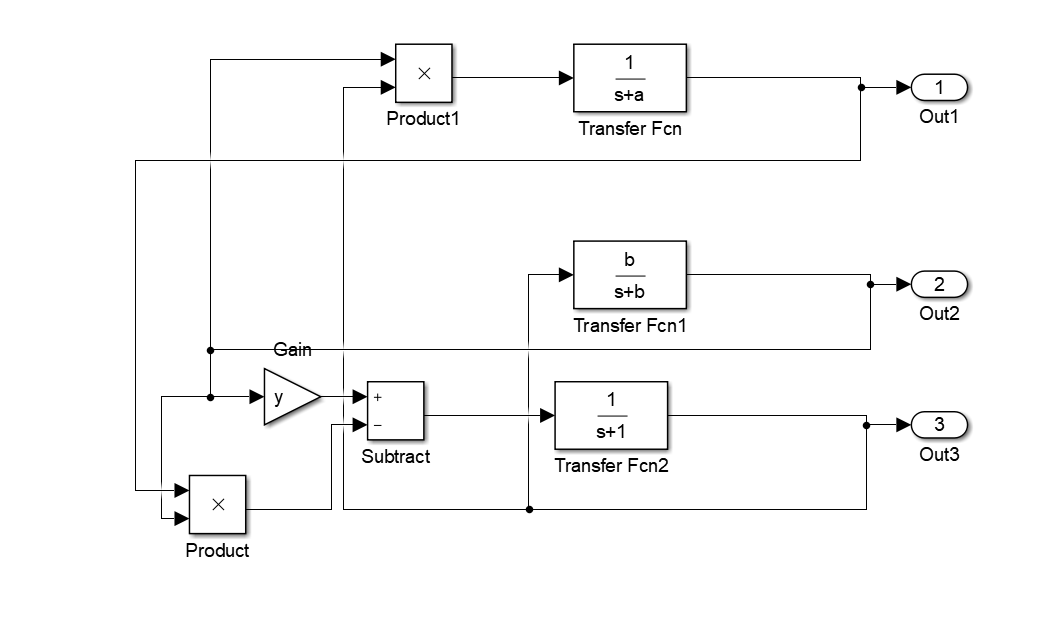 ×
Product1
1
s+a
Transfer Fcn
1
Out1
b
s+b
Transfer Fcn1
2
Out2
Gain
y
+
−
Subtract
1
s+1
Transfer Fcn2
3
Out3
×
Product